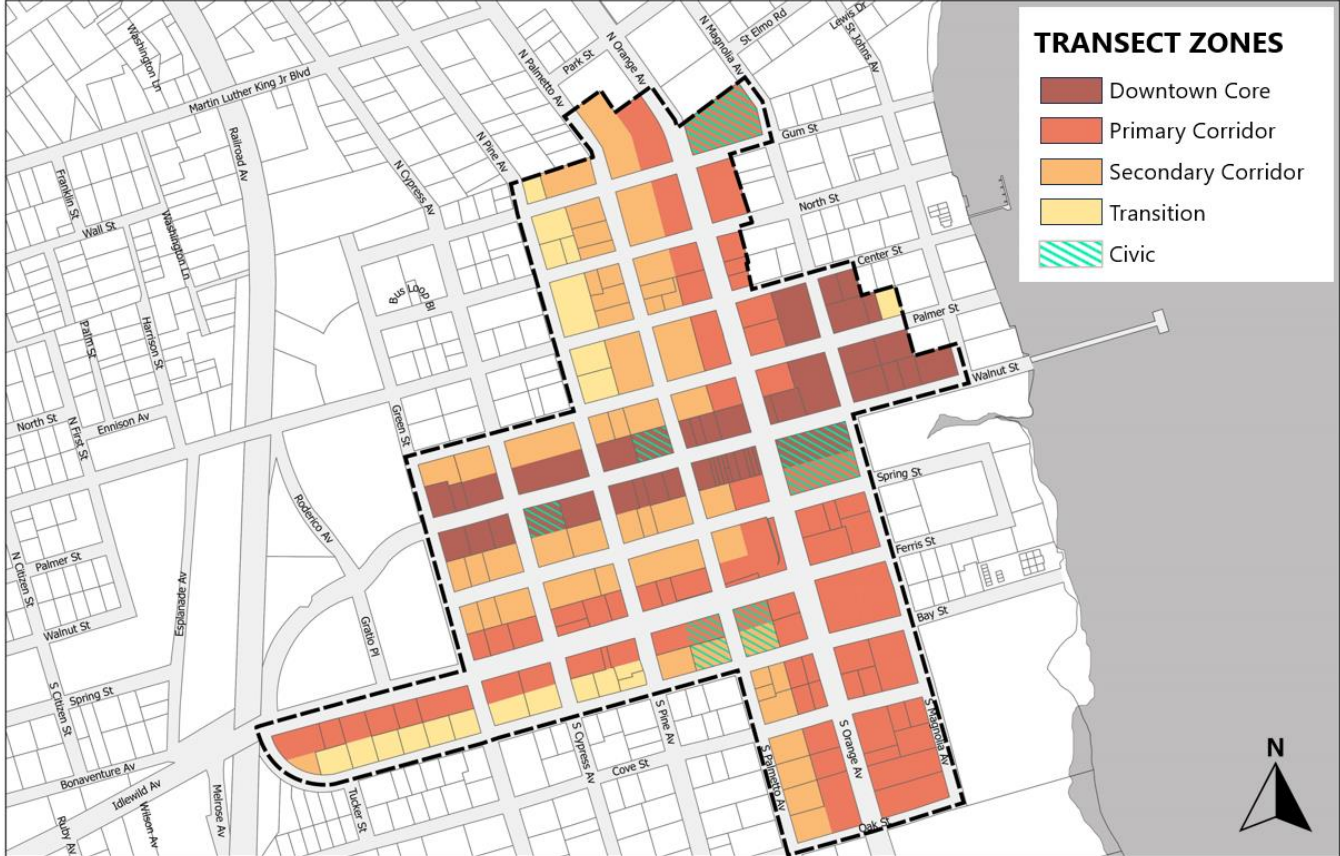 TRANSECT ZONES
Downtown Core
Primary Corridor
Secondary Corridor
Transition
Civic
N
Washington Ln
Martin Luther King Jr Blvd
Railroad Av
N Palmetto Av
Park St
N Orange Av
N Magnolia Av
St Elmo Rd
Lewis Dr
St Johns Av
N Pine Av
N Cypress Av
Gum St
Franklin St
Wall St
Washington Ln
North St
Center St
Bus Loop Bl
Palm St
Harrison St
Palmer St
Walnut St
North St
N First St
Ennison Av
Green St
Spring St
Roderico Av
Ferris St
N Citizen St
Palmer St
Esplanade Av
Walnut St
Gratio Pl
Bay St
Spring St
S Citizen St
S Pine Av
S Cypress Av
Cove St
S Palmetto Av
S Orange Av
S Magnolia Av
Bonaventure Av
Idlewild Av
Ruby Av
Wilson Av
Melrose Av
Tucker St
Oak St